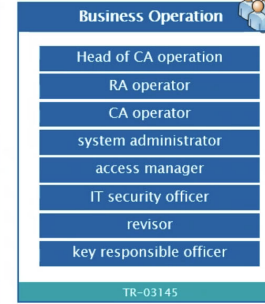 Business Operation
Head of CA operation
RA operator
CA operator
system administrator
access manager
IT security officer
revisor
key responsible officer
TR-03145